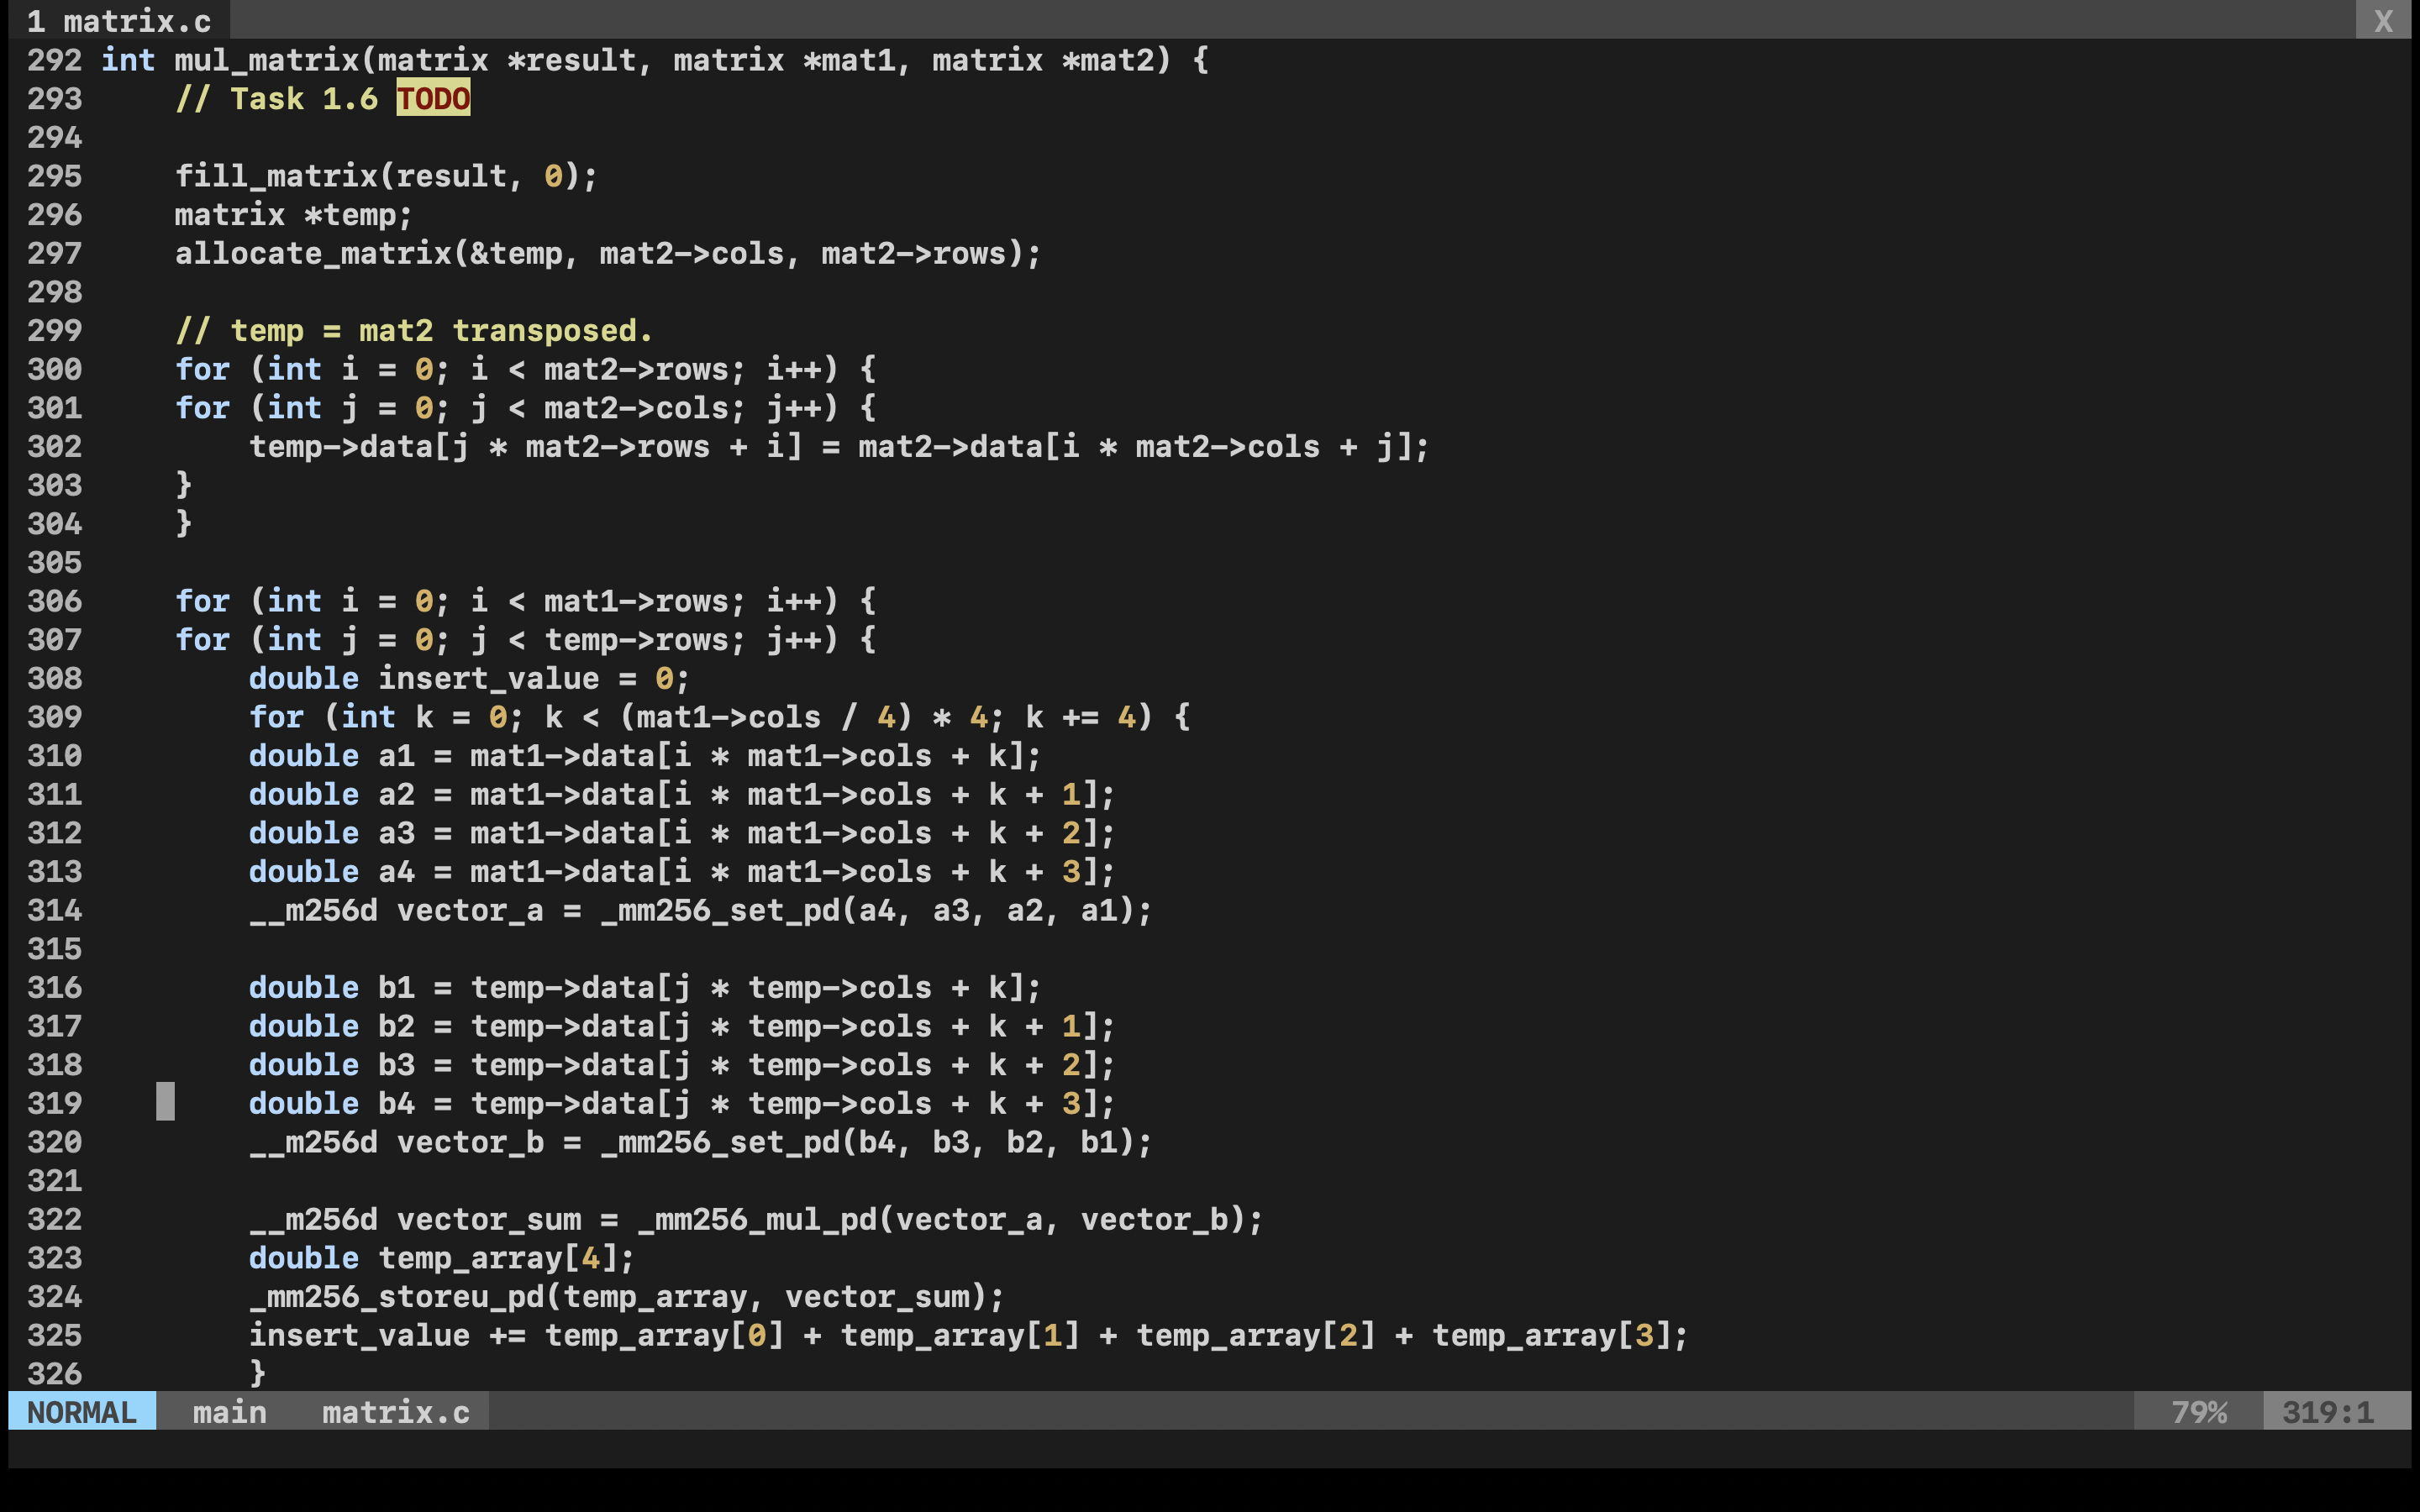 1 matrix.c X
292 int mul_matrix(matrix *result, matrix *mat1, matrix *mat2) {
293     // Task 1.6 TODO
294
295     fill_matrix(result, 0);
296     matrix *temp;
297     allocate_matrix(&temp, mat2->cols, mat2->rows);
298
299     // temp = mat2 transposed.
300     for (int i = 0; i < mat2->rows; i++) {
301     for (int j = 0; j < mat2->cols; j++) {
302         temp->data[j * mat2->rows + i] = mat2->data[i * mat2->cols + j];
303     }
304     }
305
306     for (int i = 0; i < mat1->rows; i++) {
307     for (int j = 0; j < temp->rows; j++) {
308         double insert_value = 0;
309         for (int k = 0; k < (mat1->cols / 4) * 4; k += 4) {
310         double a1 = mat1->data[i * mat1->cols + k];
311         double a2 = mat1->data[i * mat1->cols + k + 1];
312         double a3 = mat1->data[i * mat1->cols + k + 2];
313         double a4 = mat1->data[i * mat1->cols + k + 3];
314         __m256d vector_a = _mm256_set_pd(a4, a3, a2, a1);
315
316         double b1 = temp->data[j * temp->cols + k];
317         double b2 = temp->data[j * temp->cols + k + 1];
318         double b3 = temp->data[j * temp->cols + k + 2];
319         double b4 = temp->data[j * temp->cols + k + 3];
320         __m256d vector_b = _mm256_set_pd(b4, b3, b2, b1);
321
322         __m256d vector_sum = _mm256_mul_pd(vector_a, vector_b);
323         double temp_array[4];
324         _mm256_storeu_pd(temp_array, vector_sum);
325         insert_value += temp_array[0] + temp_array[1] + temp_array[2] + temp_array[3];
326         }
NORMAL main matrix.c 79% 319:1